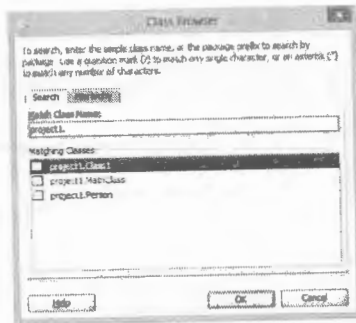 Class Browser
To search, enter the simple class name, or the package prefix to search by
package. Use a question mark (?) to match any single character, or an asterisk (*)
to match any number of characters.
Search Hierarchy
Match Class Name:
project1.
Matching Classes:
project1.Class1
project1.MainClass
project1.Person
Help OK Cancel